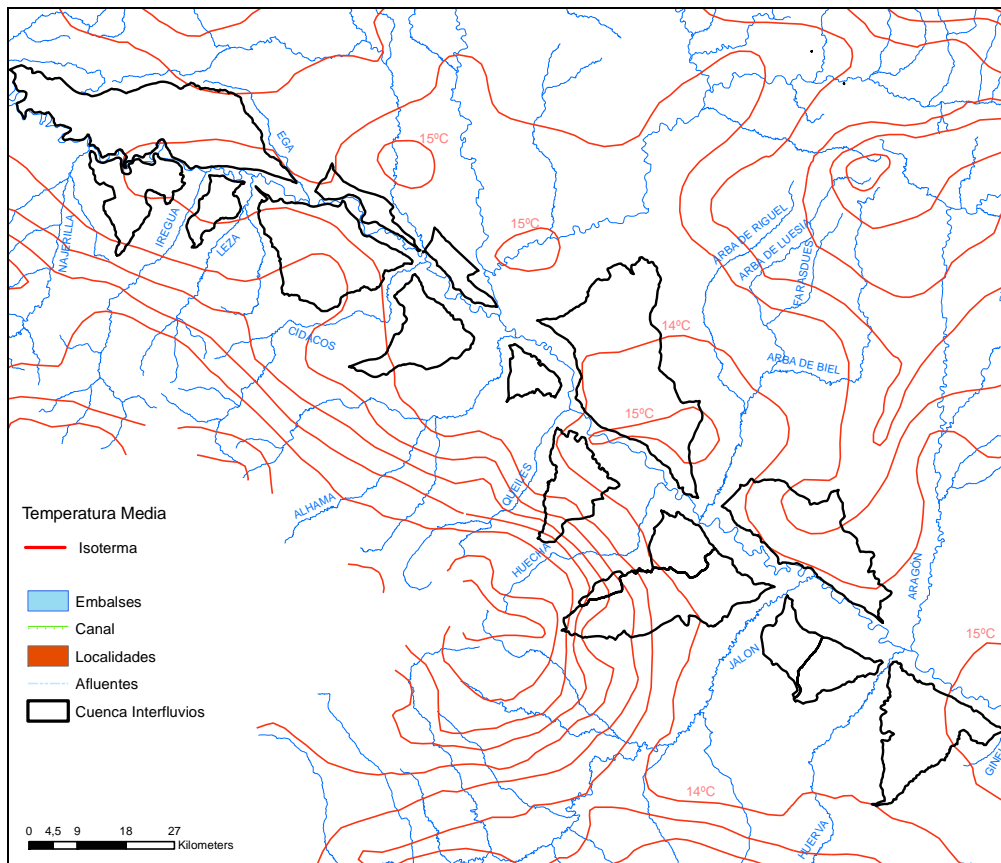 15ºC
EGA
NAJERILLA
IREGUA
LEZA
15ºC
ARBA DE RIGUEL
ARBA DE LUESIA
FARASDUES
CIDACOS
14ºC
ARBA DE BIEL
15ºC
QUEILES
ALHAMA
HUECHA
ARAGÓN
JALON
15ºC
14ºC
HUERVA
Temperatura Media
Isoterma
Embalses
Canal
Localidades
Afluentes
Cuenca Interfluvios
0 4,5 9 18 27
Kilometers